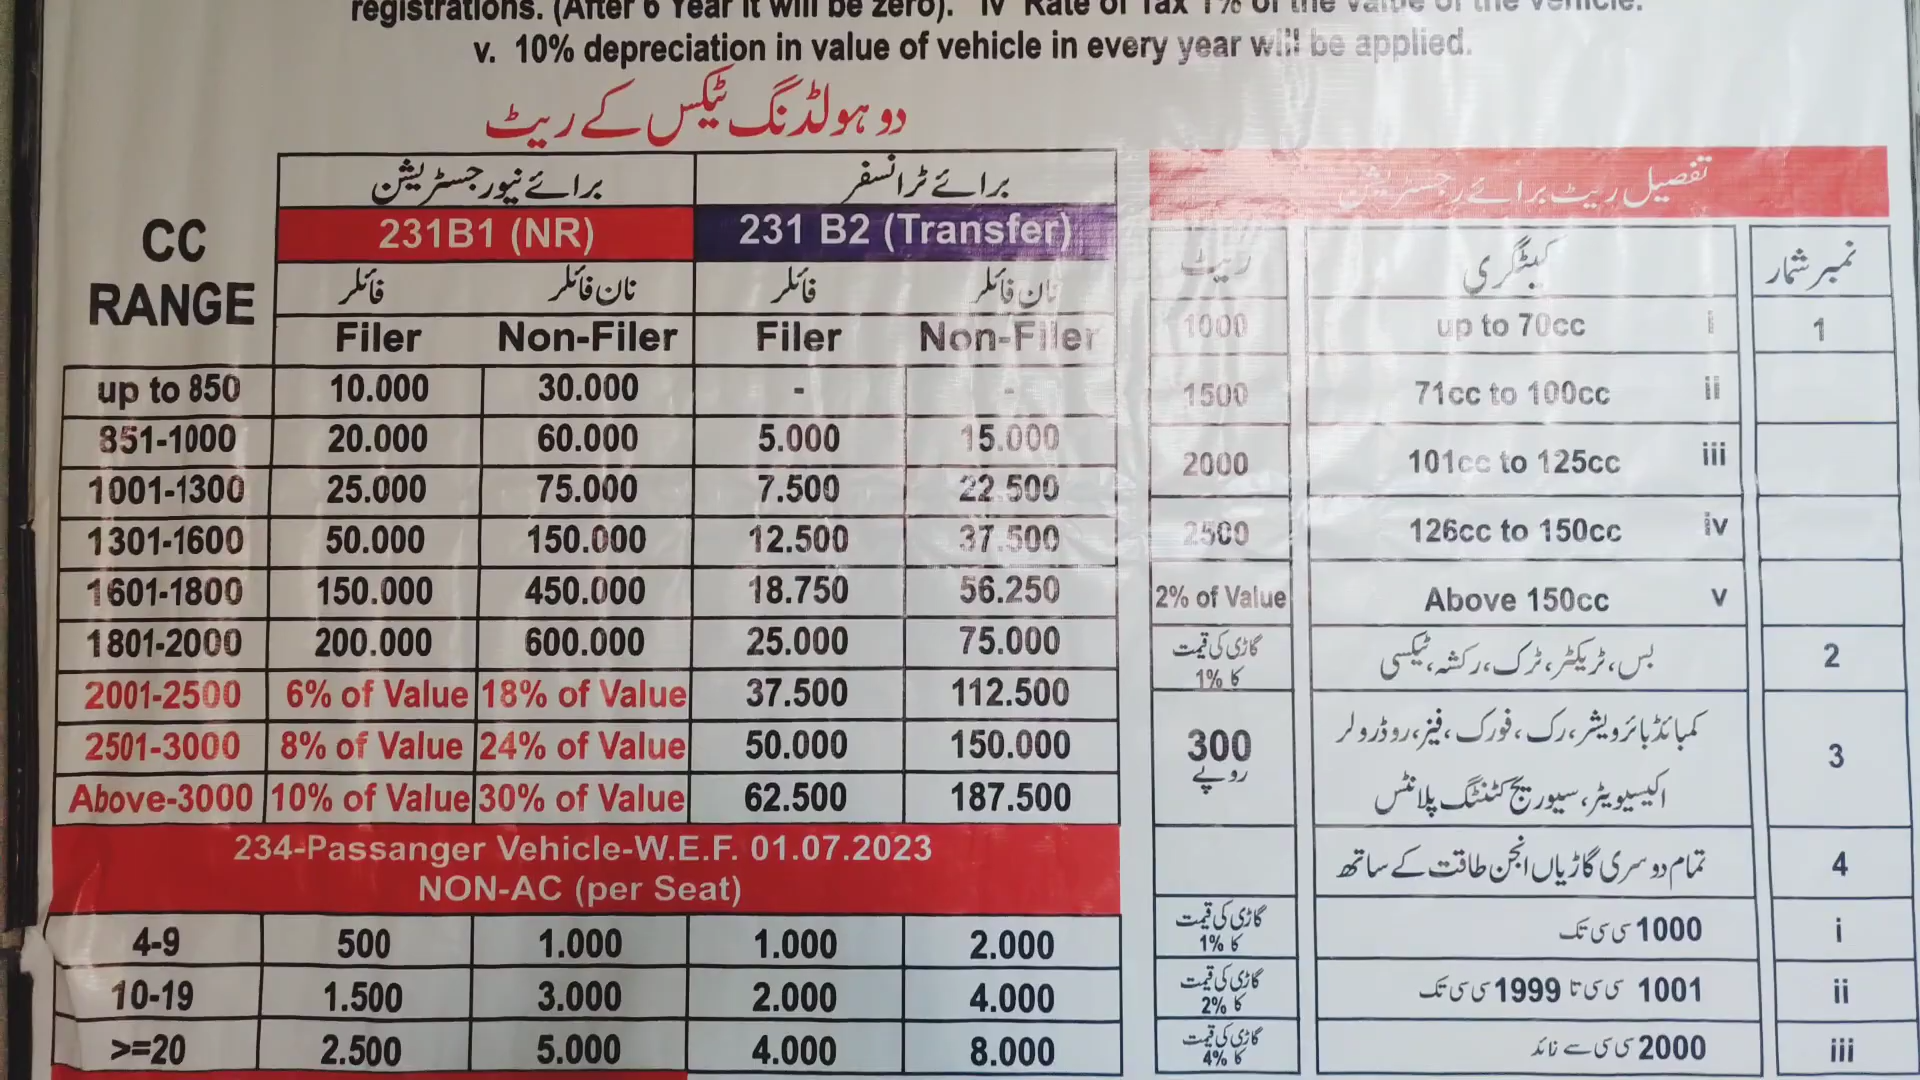 registrations. (After 6 Year it will be zero). iv Rate of Tax 1% of the value of the vehicle.
v. 10% depreciation in value of vehicle in every year will be applied.
دو ہولڈنگ ٹیکس کے ریٹ
CC RANGE
برائے نیو رجسٹریشن برائے ٹرانسفر
231B1 (NR) 231 B2 (Transfer)
فائلر نان فائلر فائلر نان فائلر
Filer Non-Filer Filer Non-Filer
up to 850 10.000 30.000 - -
851-1000 20.000 60.000 5.000 15.000
1001-1300 25.000 75.000 7.500 22.500
1301-1600 50.000 150.000 12.500 37.500
1601-1800 150.000 450.000 18.750 56.250
1801-2000 200.000 600.000 25.000 75.000
2001-2500 6% of Value 18% of Value 37.500 112.500
2501-3000 8% of Value 24% of Value 50.000 150.000
Above-3000 10% of Value 30% of Value 62.500 187.500
234-Passanger Vehicle-W.E.F. 01.07.2023
NON-AC (per Seat)
4-9 500 1.000 1.000 2.000
10-19 1.500 3.000 2.000 4.000
>=20 2.500 5.000 4.000 8.000
تفصیل ریٹ برائے رجسٹریشن
نمبر شمار کیٹگری ریٹ
1 i up to 70cc 1000
ii 71cc to 100cc 1500
iii 101cc to 125cc 2000
iv 126cc to 150cc 2500
v Above 150cc 2% of Value
2 بس، ٹریکٹر، ٹرک، رکشہ، ٹیکسی گاڑی کی قیمت کا 1%
3 کمبائنڈ ہائرویشر، رک، فورک، فیز، روڈ رولر
اکیسیویٹر، سیوریج کٹنٹگ پلانٹس 300 روپے
4 تمام دوسری گاڑیاں انجن طاقت کے ساتھ
i 1000 سی سی تک گاڑی کی قیمت کا 1%
ii 1001 سی سی تا 1999 سی سی تک گاڑی کی قیمت کا 2%
iii 2000 سی سی سے زائد گاڑی کی قیمت کا 4%